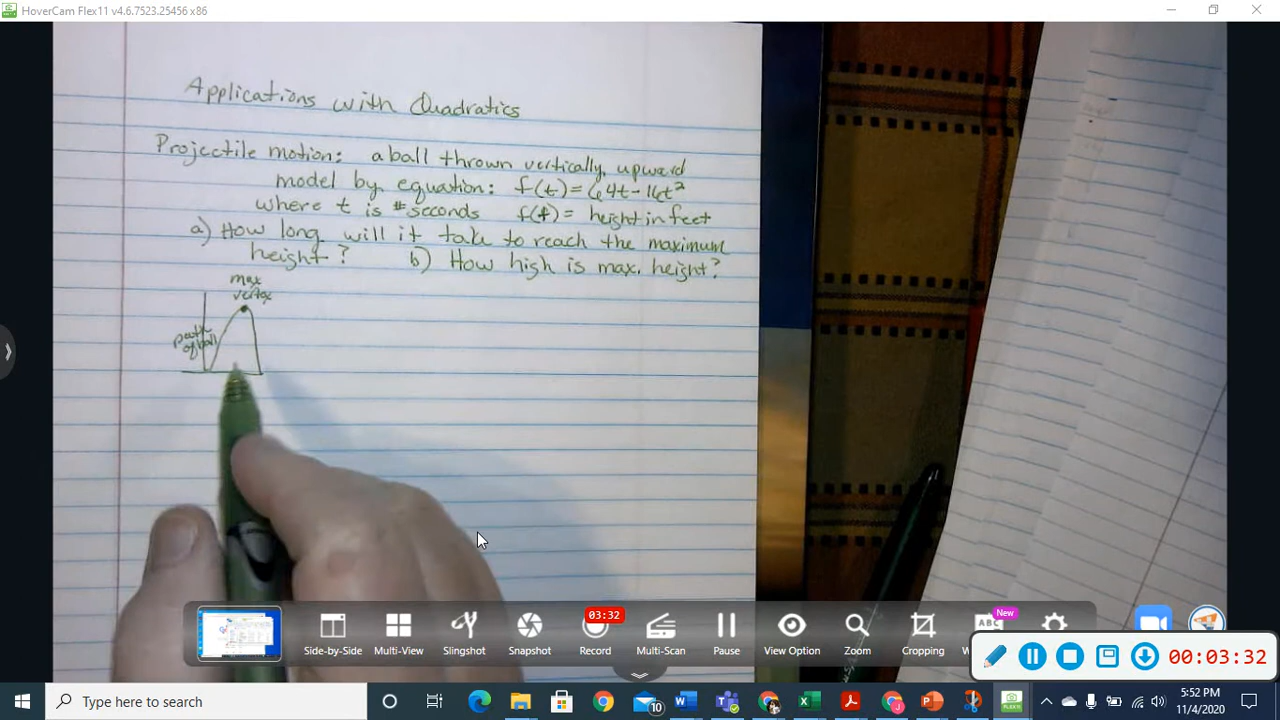 HoverCam Flex11 v4.6.7523.25456 x86
Applications with Quadratics
Projectile motion: a ball thrown vertically, upward
model by equation: f(t) = 64t - 16t²
where t is # seconds f(t) = height in feet
a) How long will it take to reach the maximum
height? b) How high is max. height?
max
vertex
path
of ball
03:32
New
ABC
Side-by-Side Multi-View Slingshot Snapshot Record Multi-Scan Pause View Option Zoom Cropping
00:03:32
Type here to search
10
5:52 PM
11/4/2020